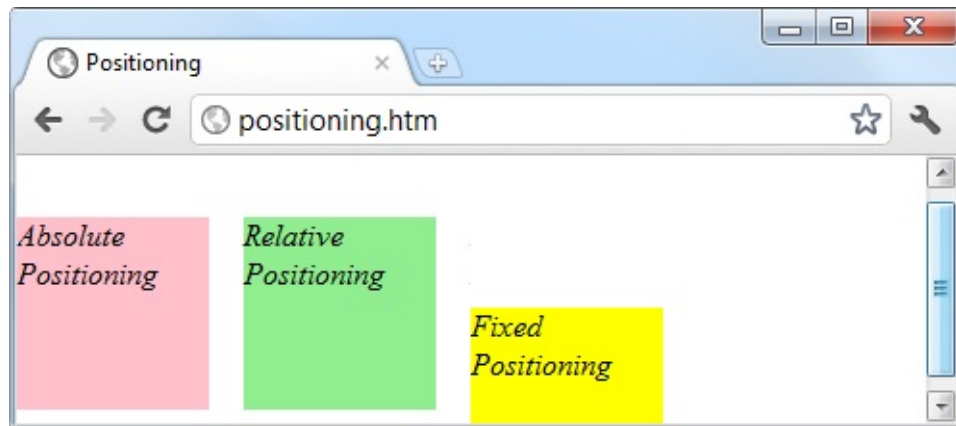 Positioning
positioning.htm
Absolute
Positioning
Relative
Positioning
Fixed
Positioning